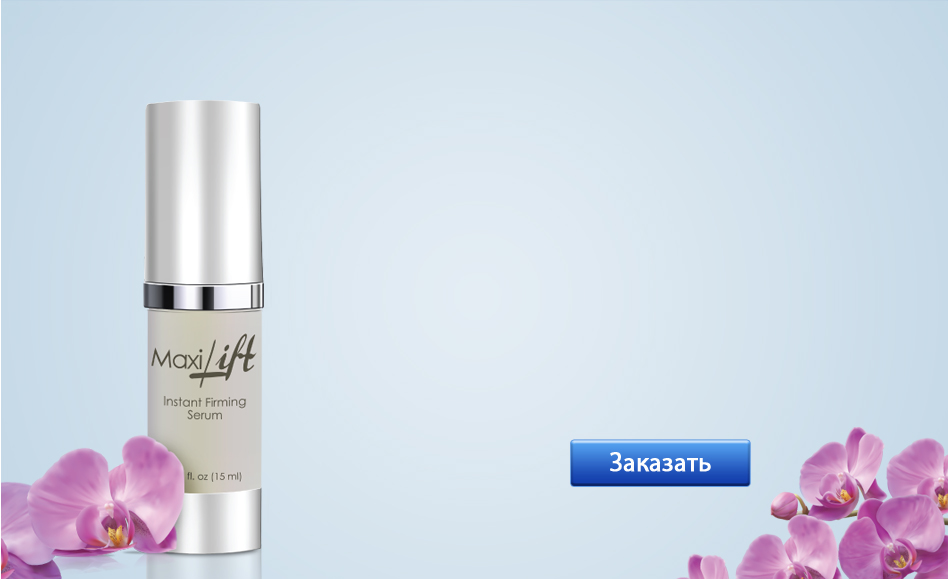 MaxiLift
Instant Firming
Serum
fl. oz (15 ml)
Заказать